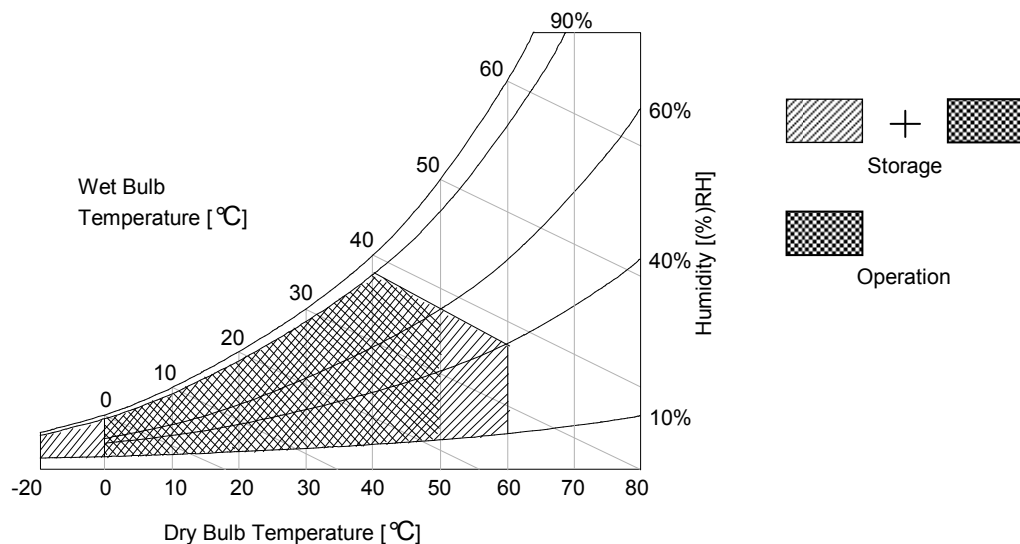 90%
60
60%
50
Wet Bulb
Temperature [℃]
40
40%
Humidity [(%)RH]
30
20
10
0
10%
-20 0 10 20 30 40 50 60 70 80
Dry Bulb Temperature [℃]
+
Storage
Operation